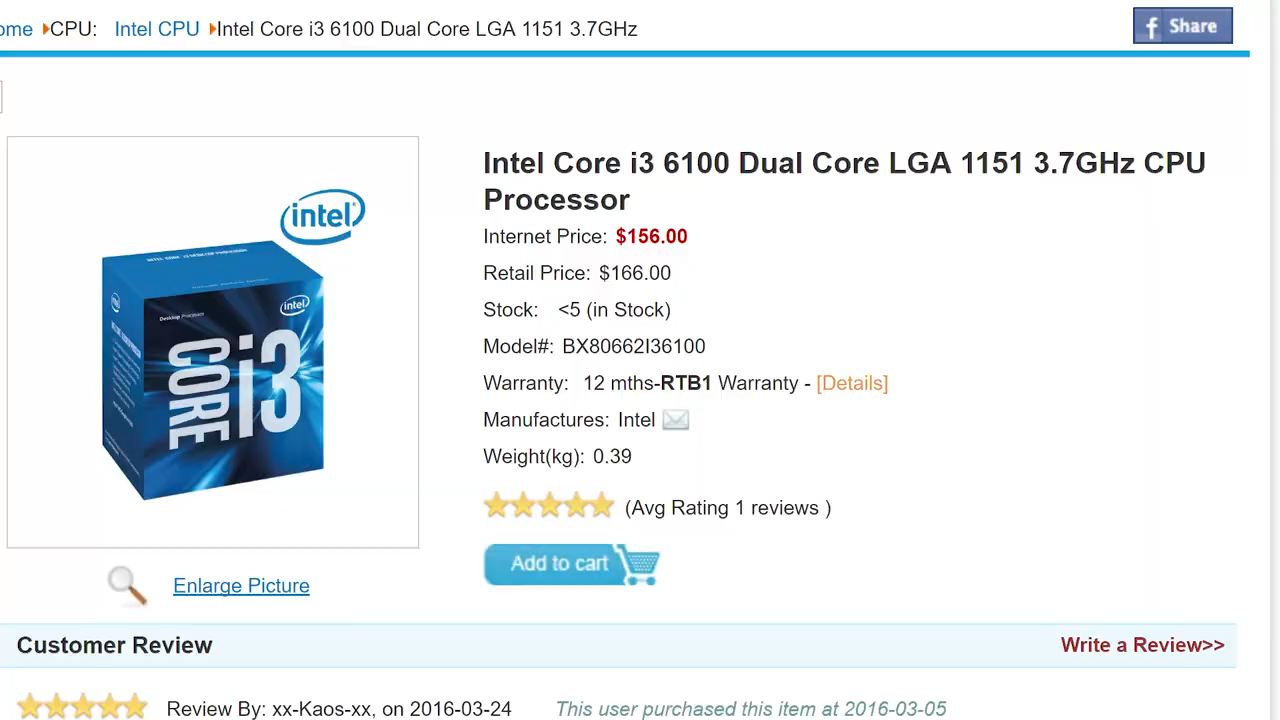 ome CPU: Intel CPU Intel Core i3 6100 Dual Core LGA 1151 3.7GHz
f Share
Intel Core i3 6100 Dual Core LGA 1151 3.7GHz CPU
Processor
Internet Price: $156.00
Retail Price: $166.00
Stock: <5 (in Stock)
Model#: BX80662I36100
Warranty: 12 mths-RTB1 Warranty - [Details]
Manufactures: Intel
Weight(kg): 0.39
(Avg Rating 1 reviews )
Add to cart
intel
intel
Desktop Processor
CORE i3
Enlarge Picture
Customer Review
Write a Review>>
Review By: xx-Kaos-xx, on 2016-03-24 This user purchased this item at 2016-03-05